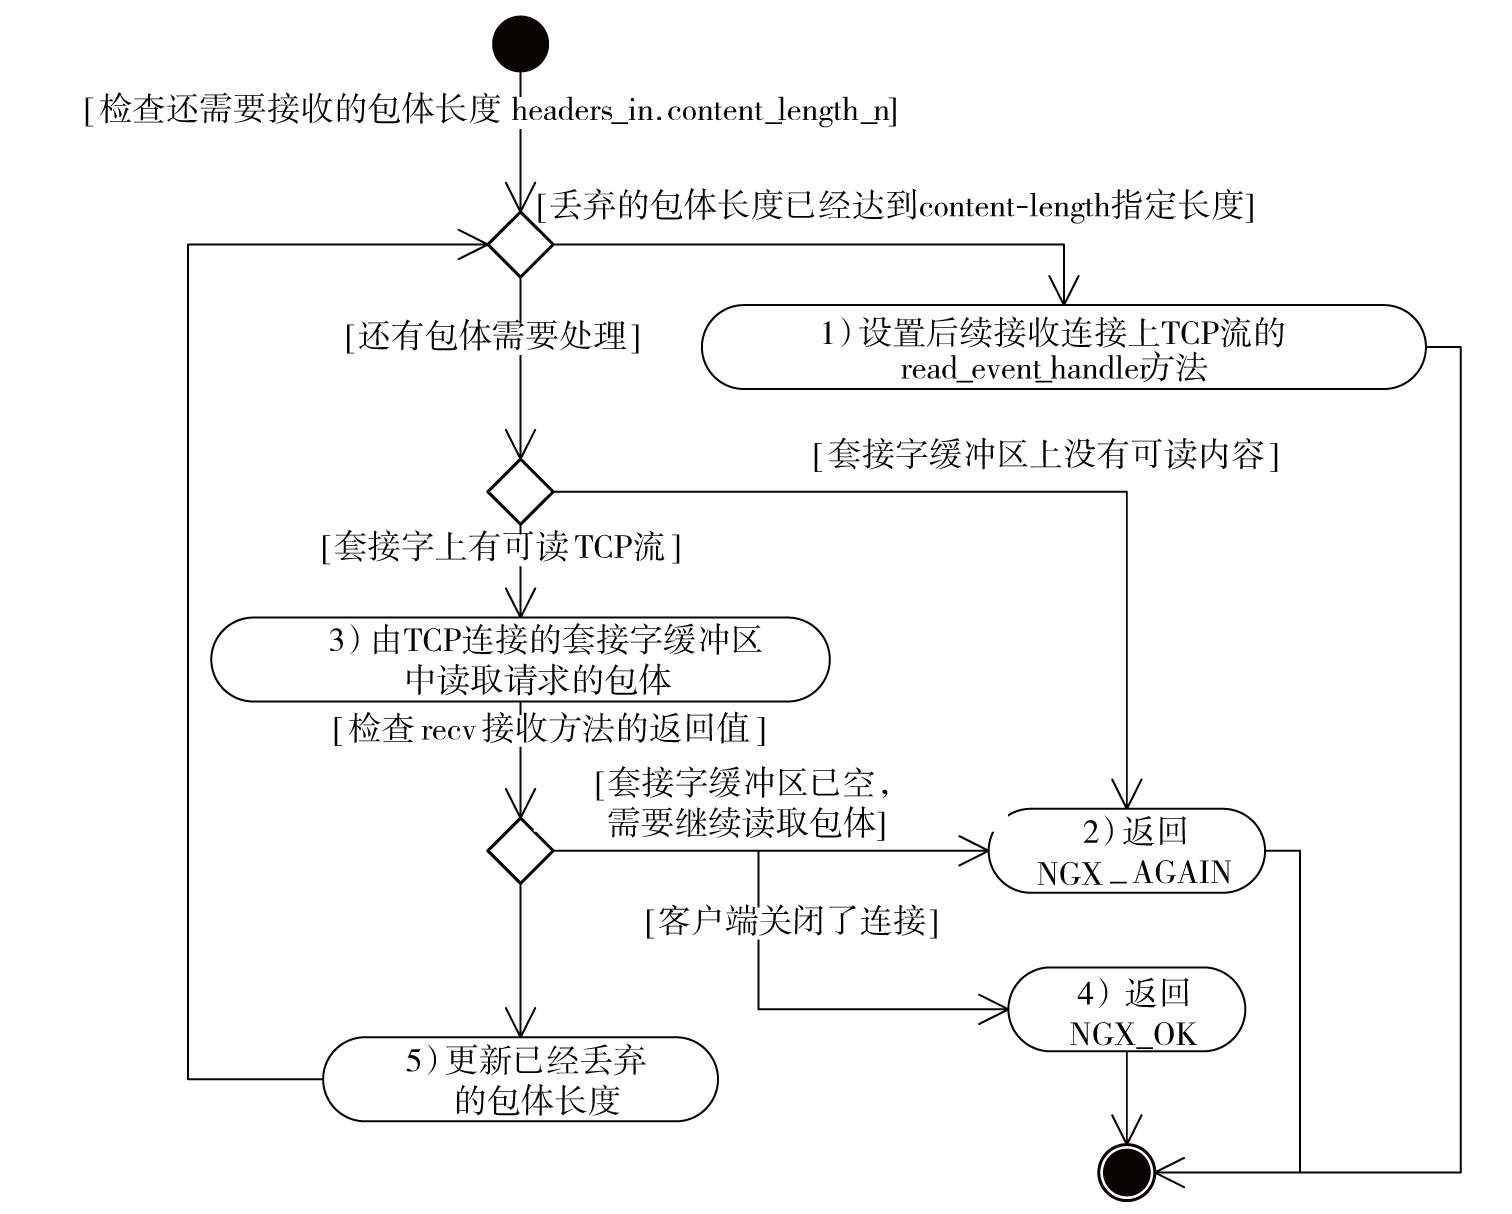 [检查还需要接收的包体长度 headers_in.content_length_n]
[丢弃的包体长度已经达到content-length指定长度]
[还有包体需要处理]
1)设置后续接收连接上TCP流的
read_event_handler方法
[套接字缓冲区上没有可读内容]
[套接字上有可读TCP流]
3)由TCP连接的套接字缓冲区
中读取请求的包体
[检查recv接收方法的返回值]
[套接字缓冲区已空,
需要继续读取包体]
2)返回
NGX_AGAIN
[客户端关闭了连接]
4)返回
NGX_OK
5)更新已经丢弃
的包体长度